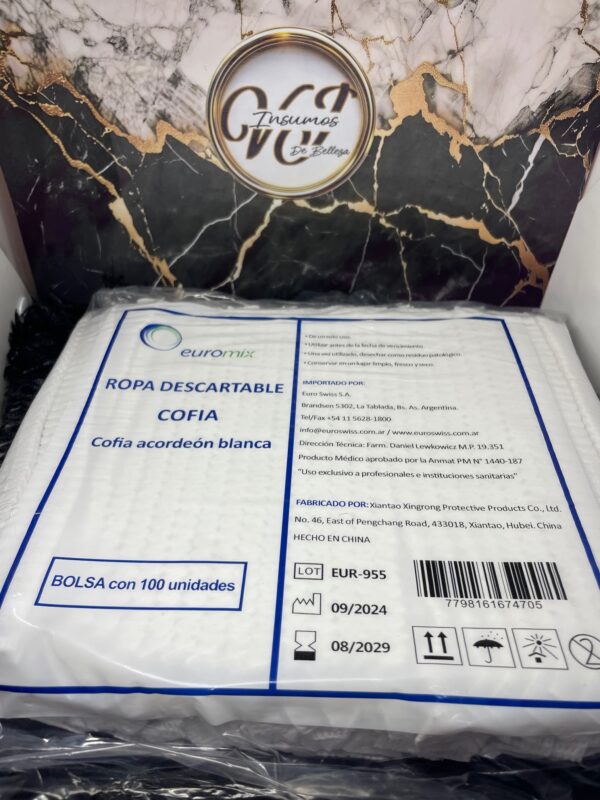 VCI
Insumos
De Belleza
euromix
ROPA DESCARTABLE
COFIA
Cofia acordeón blanca
BOLSA con 100 unidades
• De un solo uso.
• Utilizar antes de la fecha de vencimiento.
• Una vez utilizado, desechar como residuo patológico.
• Conservar en un lugar limpio, fresco y seco.
IMPORTADO POR:
Euro Swiss S.A.
Brandsen 5302, La Tablada, Bs. As. Argentina.
Tel/Fax +54 11 5628-1800
info@euroswiss.com.ar / www.euroswiss.com.ar
Dirección Técnica: Farm. Daniel Lewkowicz M.P. 19.351
Producto Médico aprobado por la Anmat PM N° 1440-187
"Uso exclusivo a profesionales e instituciones sanitarias"
FABRICADO POR: Xiantao Xingrong Protective Products Co., Ltd.
No. 46, East of Pengchang Road, 433018, Xiantao, Hubei. China
HECHO EN CHINA
LOT EUR-955
09/2024
08/2029
7798161674705